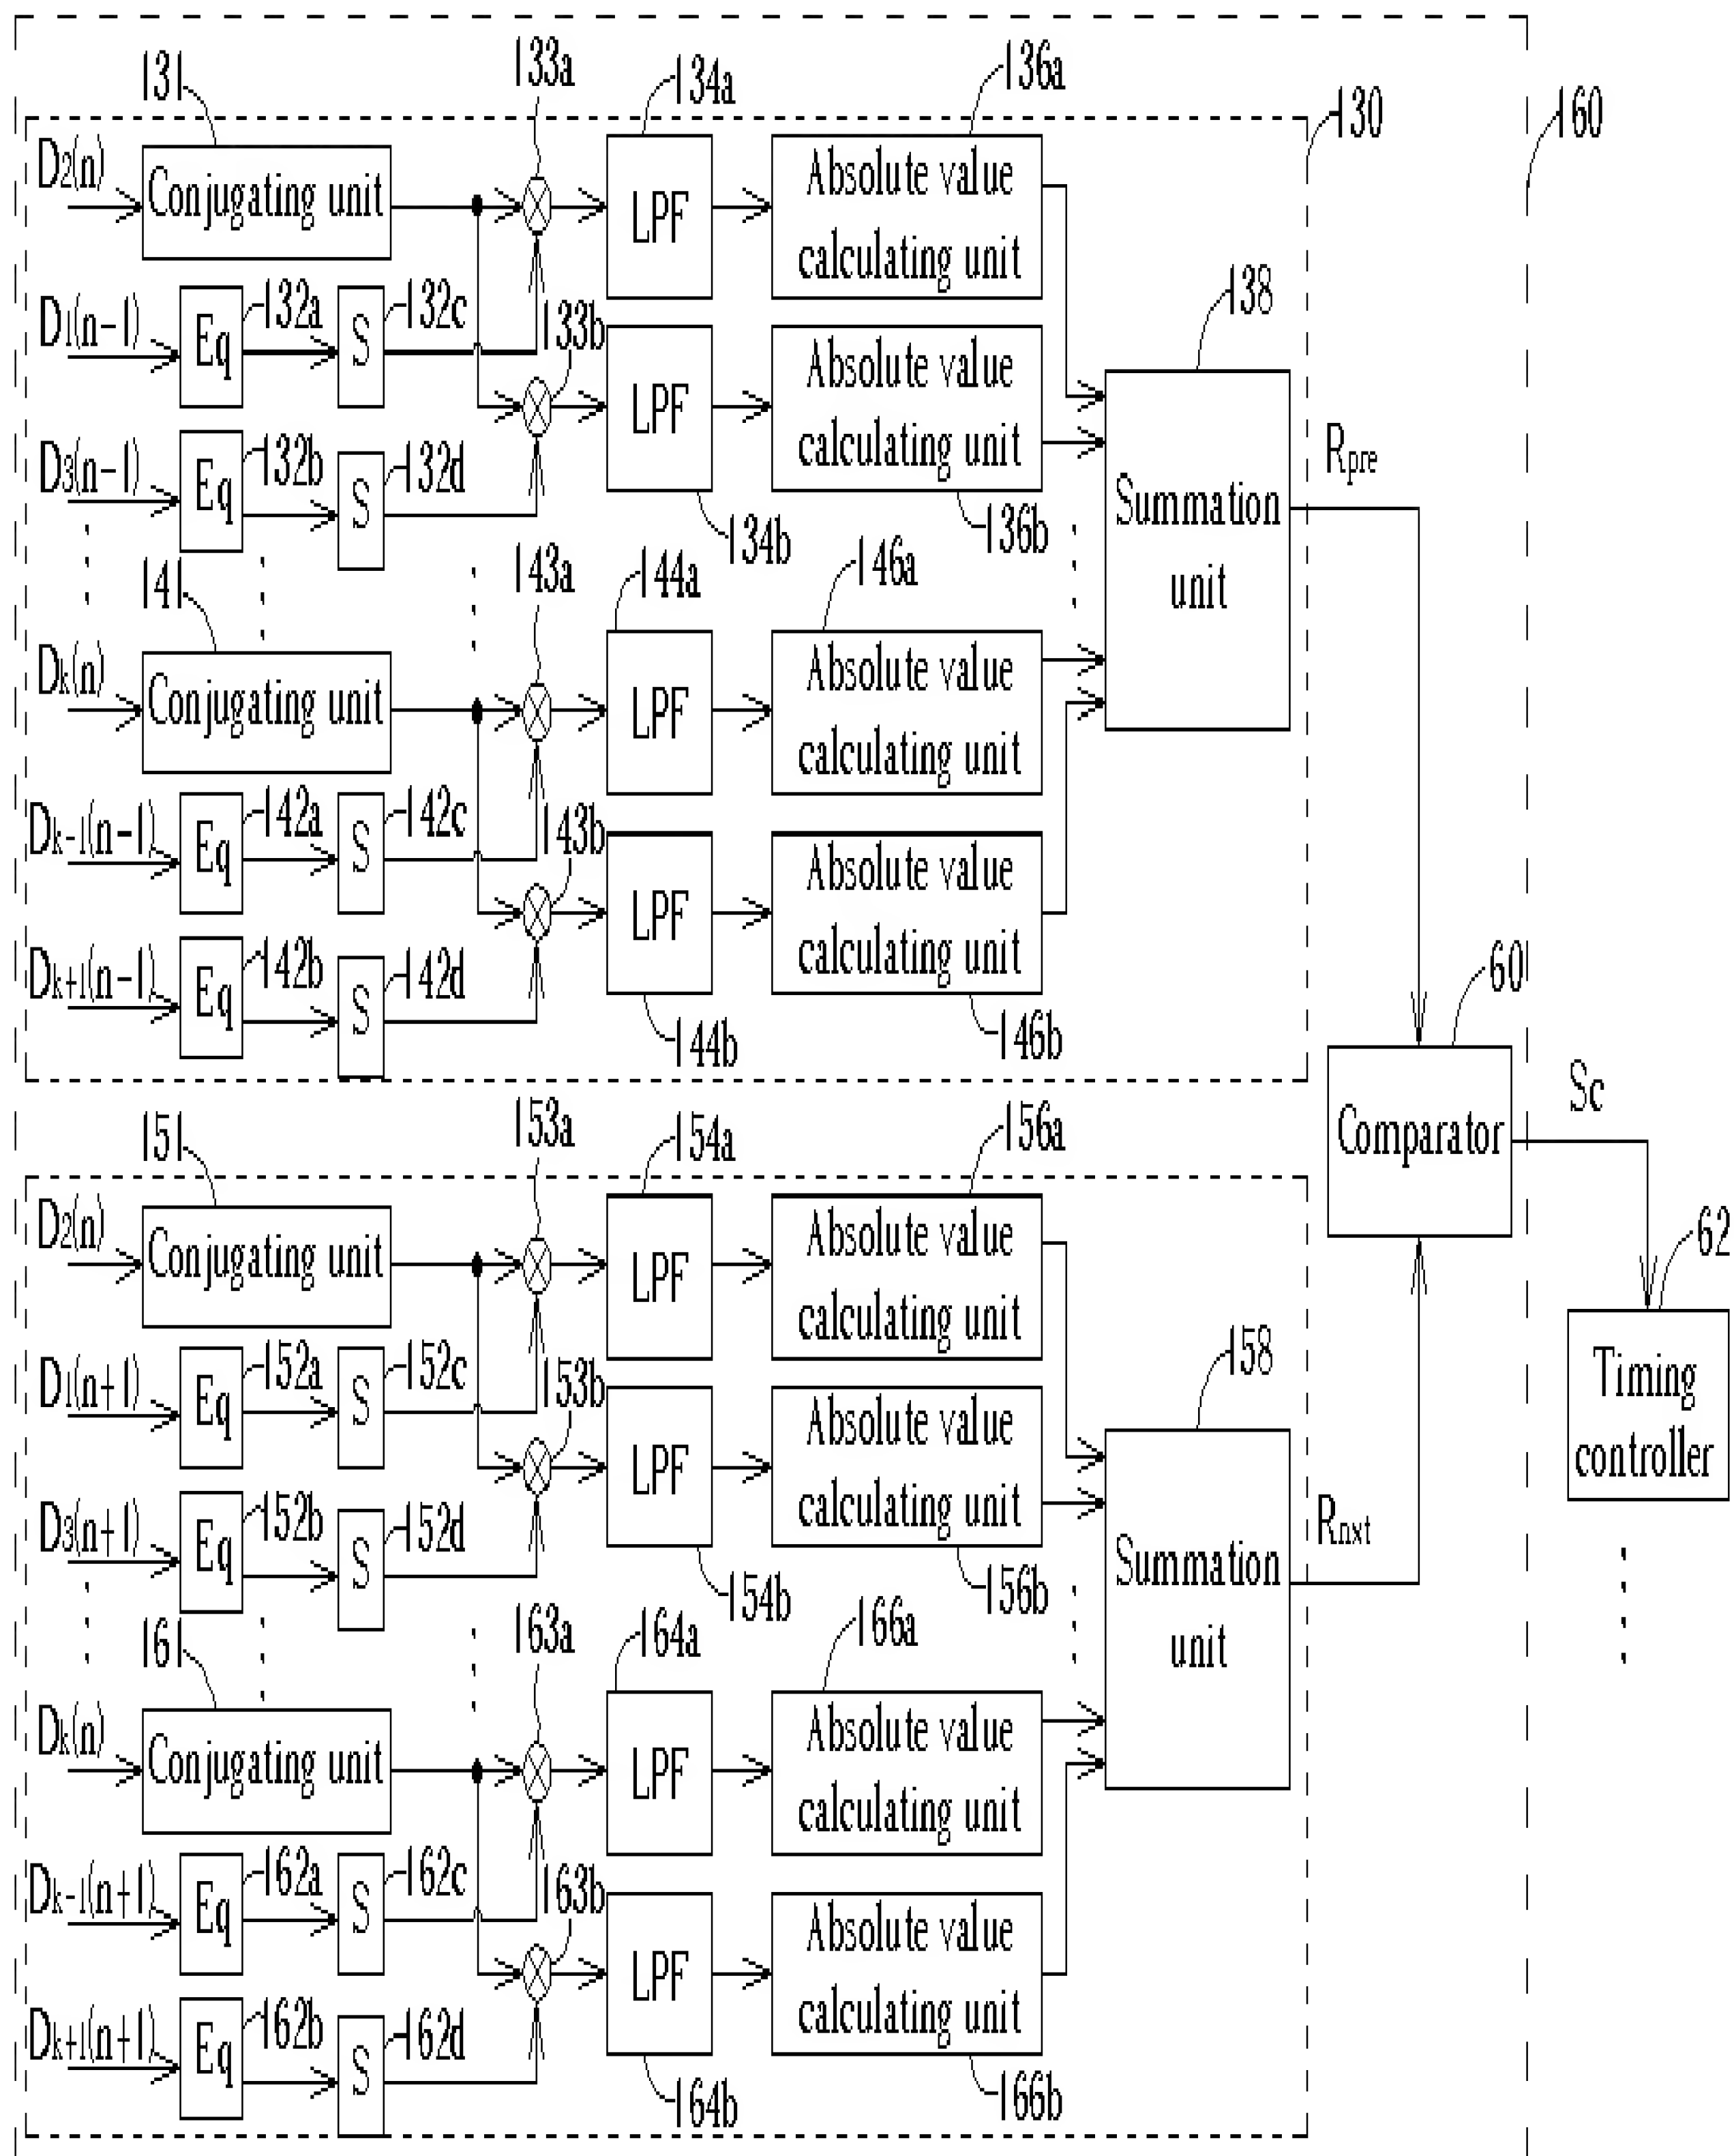 131
133a
134a
136a
130
160
D2(n)
Conjugating unit
LPF
Absolute value
calculating unit
138
D1(n-1)
Eq
132a
S
132c
133b
LPF
Absolute value
calculating unit
Rpre
D3(n-1)
Eq
132b
S
132d
134b
136b
Summation
unit
141
143a
144a
146a
Dk(n)
Conjugating unit
LPF
Absolute value
calculating unit
Dk-1(n-1)
Eq
142a
S
142c
143b
LPF
Absolute value
calculating unit
Dk+1(n-1)
Eq
142b
S
142d
144b
146b
60
Comparator
Sc
151
153a
154a
156a
D2(n)
Conjugating unit
LPF
Absolute value
calculating unit
62
Timing
controller
158
D1(n+1)
Eq
152a
S
152c
153b
LPF
Absolute value
calculating unit
Rnxt
D3(n+1)
Eq
152b
S
152d
154b
156b
Summation
unit
161
163a
164a
166a
Dk(n)
Conjugating unit
LPF
Absolute value
calculating unit
Dk-1(n+1)
Eq
162a
S
162c
163b
LPF
Absolute value
calculating unit
Dk+1(n+1)
Eq
162b
S
162d
164b
166b